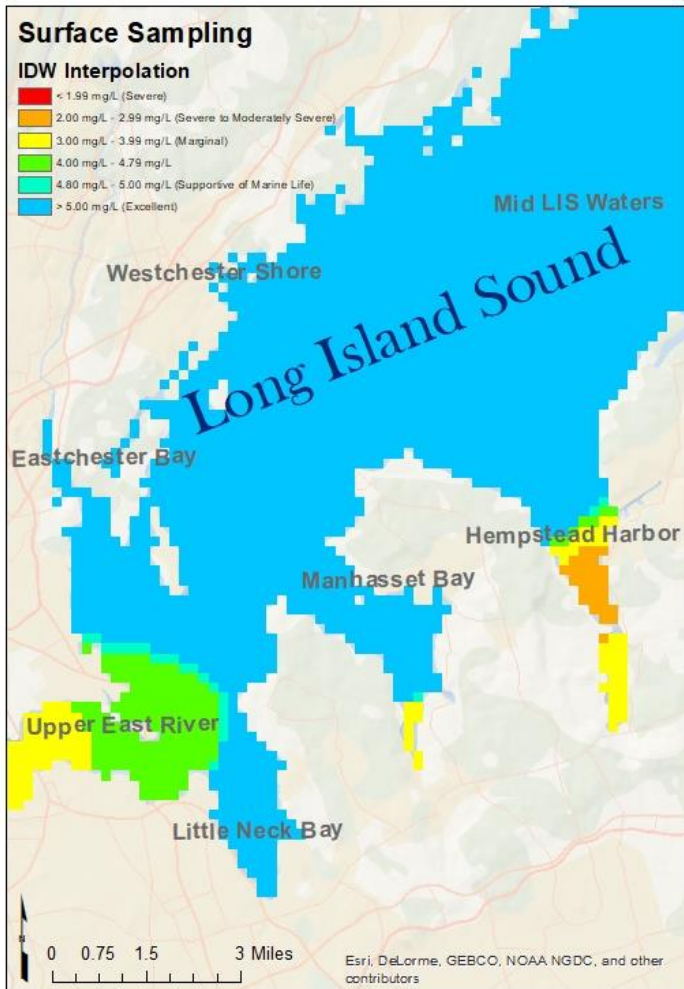 Surface Sampling
IDW Interpolation
< 1.99 mg/L (Severe)
2.00 mg/L - 2.99 mg/L (Severe to Moderately Severe)
3.00 mg/L - 3.99 mg/L (Marginal)
4.00 mg/L - 4.79 mg/L
4.80 mg/L - 5.00 mg/L (Supportive of Marine Life)
> 5.00 mg/L (Excellent)
Mid LIS Waters
Westchester Shore
Long Island Sound
Eastchester Bay
Hempstead Harbor
Manhasset Bay
Upper East River
Little Neck Bay
N
0 0.75 1.5 3 Miles
Esri, DeLorme, GEBCO, NOAA NGDC, and other
contributors